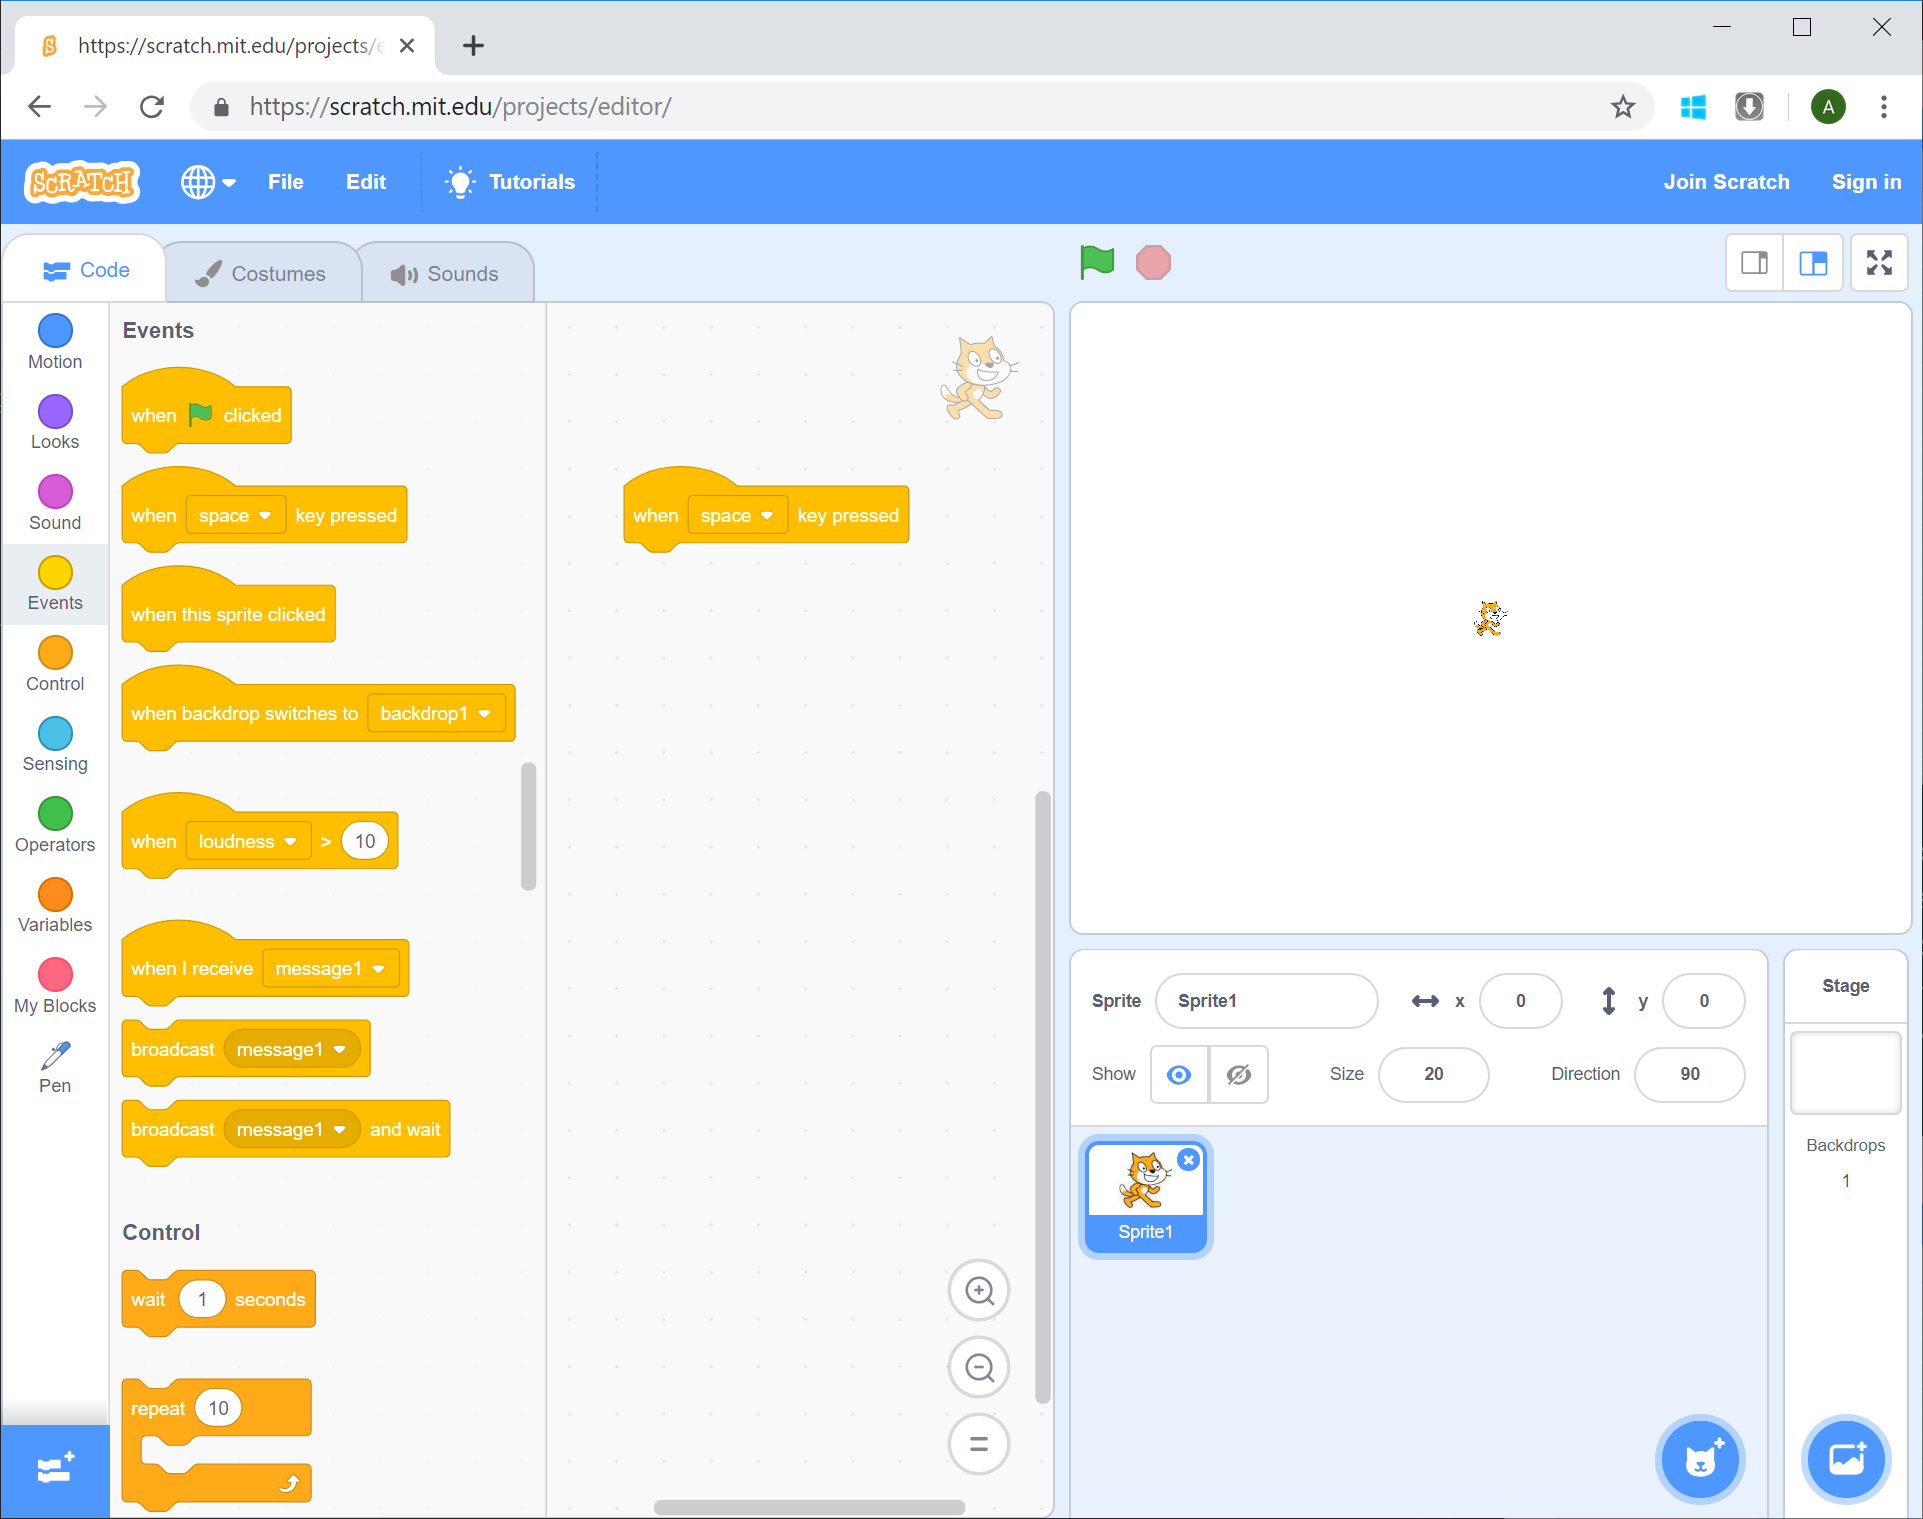 https://scratch.mit.edu/projects/e
https://scratch.mit.edu/projects/editor/
A
SCRATCH
File
Edit
Tutorials
Join Scratch
Sign in
Code
Costumes
Sounds
Motion
Looks
Sound
Events
Control
Sensing
Operators
Variables
My Blocks
Pen
Events
when clicked
when space key pressed
when this sprite clicked
when backdrop switches to backdrop1
when loudness > 10
when I receive message1
broadcast message1
broadcast message1 and wait
Control
wait 1 seconds
repeat 10
when space key pressed
Sprite Sprite1 x 0 y 0
Show Size 20 Direction 90
Sprite1
Stage
Backdrops
1